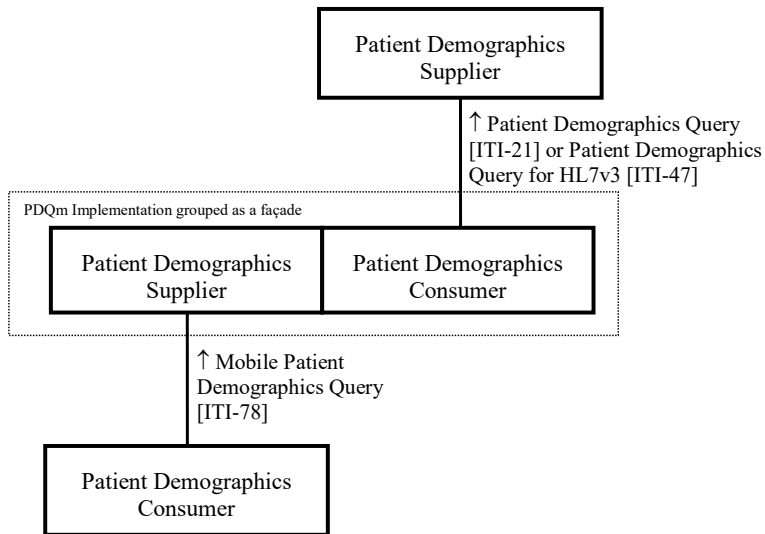 Patient Demographics
Supplier
↑ Patient Demographics Query
[ITI-21] or Patient Demographics
Query for HL7v3 [ITI-47]
PDQm Implementation grouped as a façade
Patient Demographics
Supplier
Patient Demographics
Consumer
↑ Mobile Patient
Demographics Query
[ITI-78]
Patient Demographics
Consumer